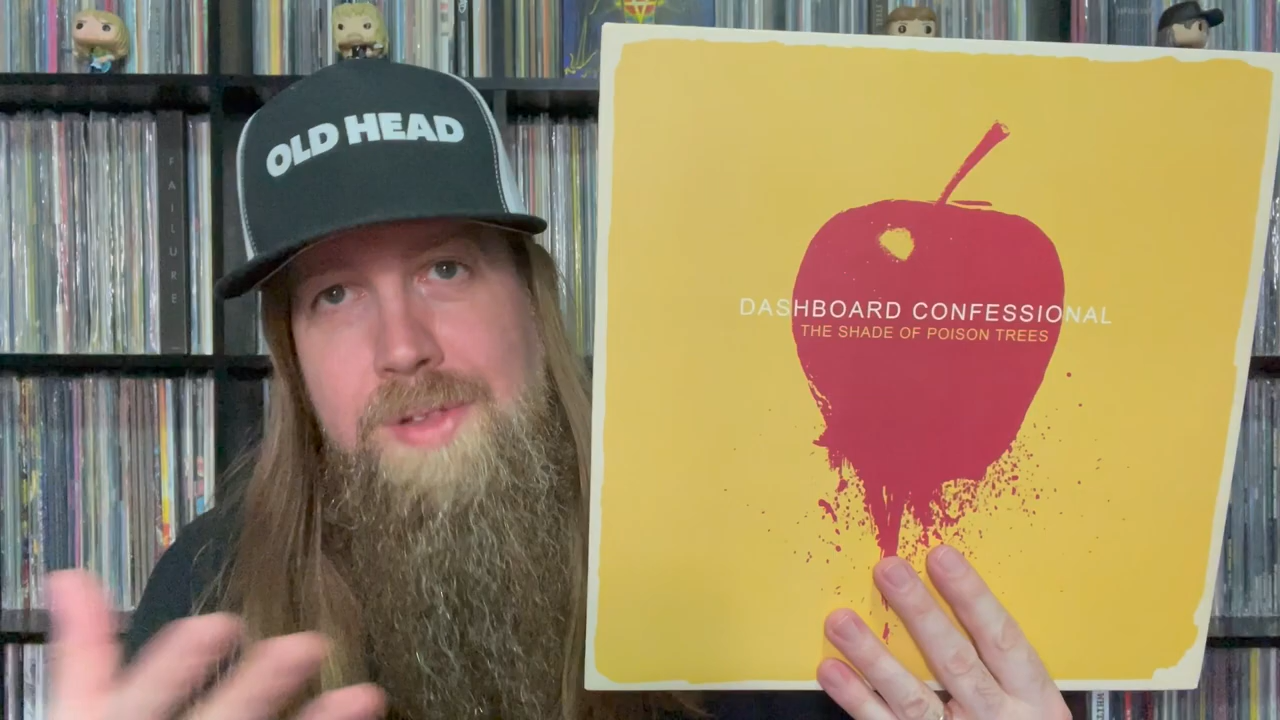 OLD HEAD
DASHBOARD CONFESSIONAL
THE SHADE OF POISON TREES
FAILURE